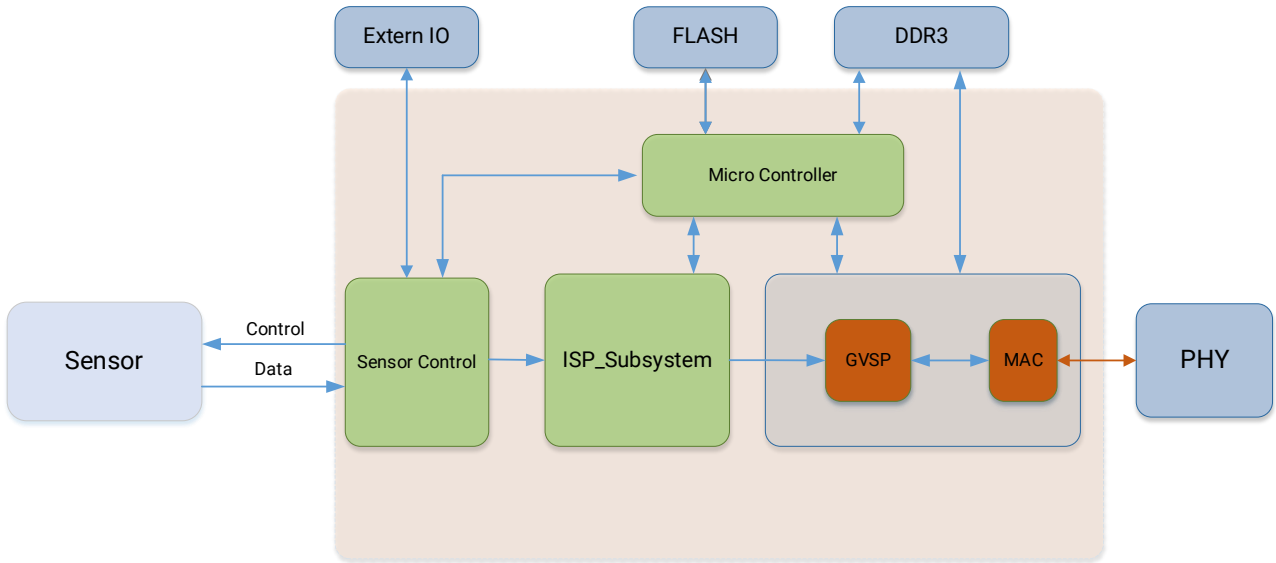 Extern IO
FLASH
DDR3
Micro Controller
Sensor
Control
Data
Sensor Control
ISP_Subsystem
GVSP
MAC
PHY